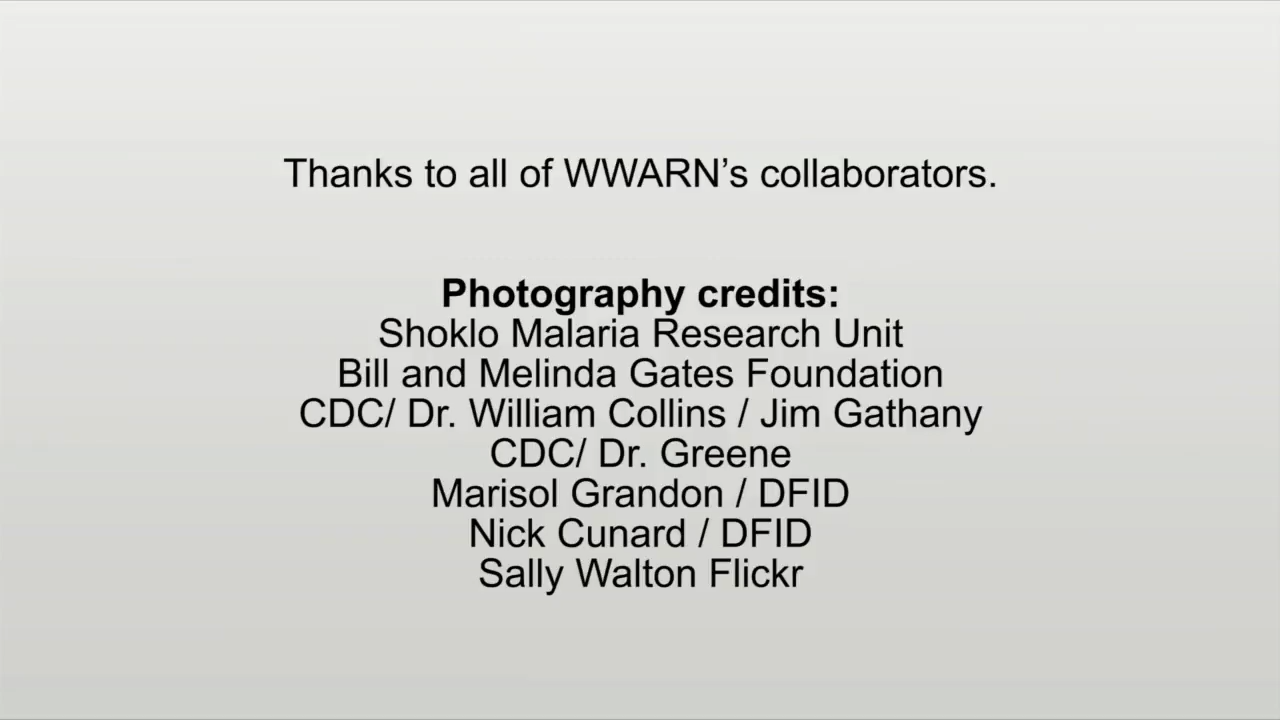 Thanks to all of WWARN’s collaborators.
Photography credits:
Shoklo Malaria Research Unit
Bill and Melinda Gates Foundation
CDC/ Dr. William Collins / Jim Gathany
CDC/ Dr. Greene
Marisol Grandon / DFID
Nick Cunard / DFID
Sally Walton Flickr